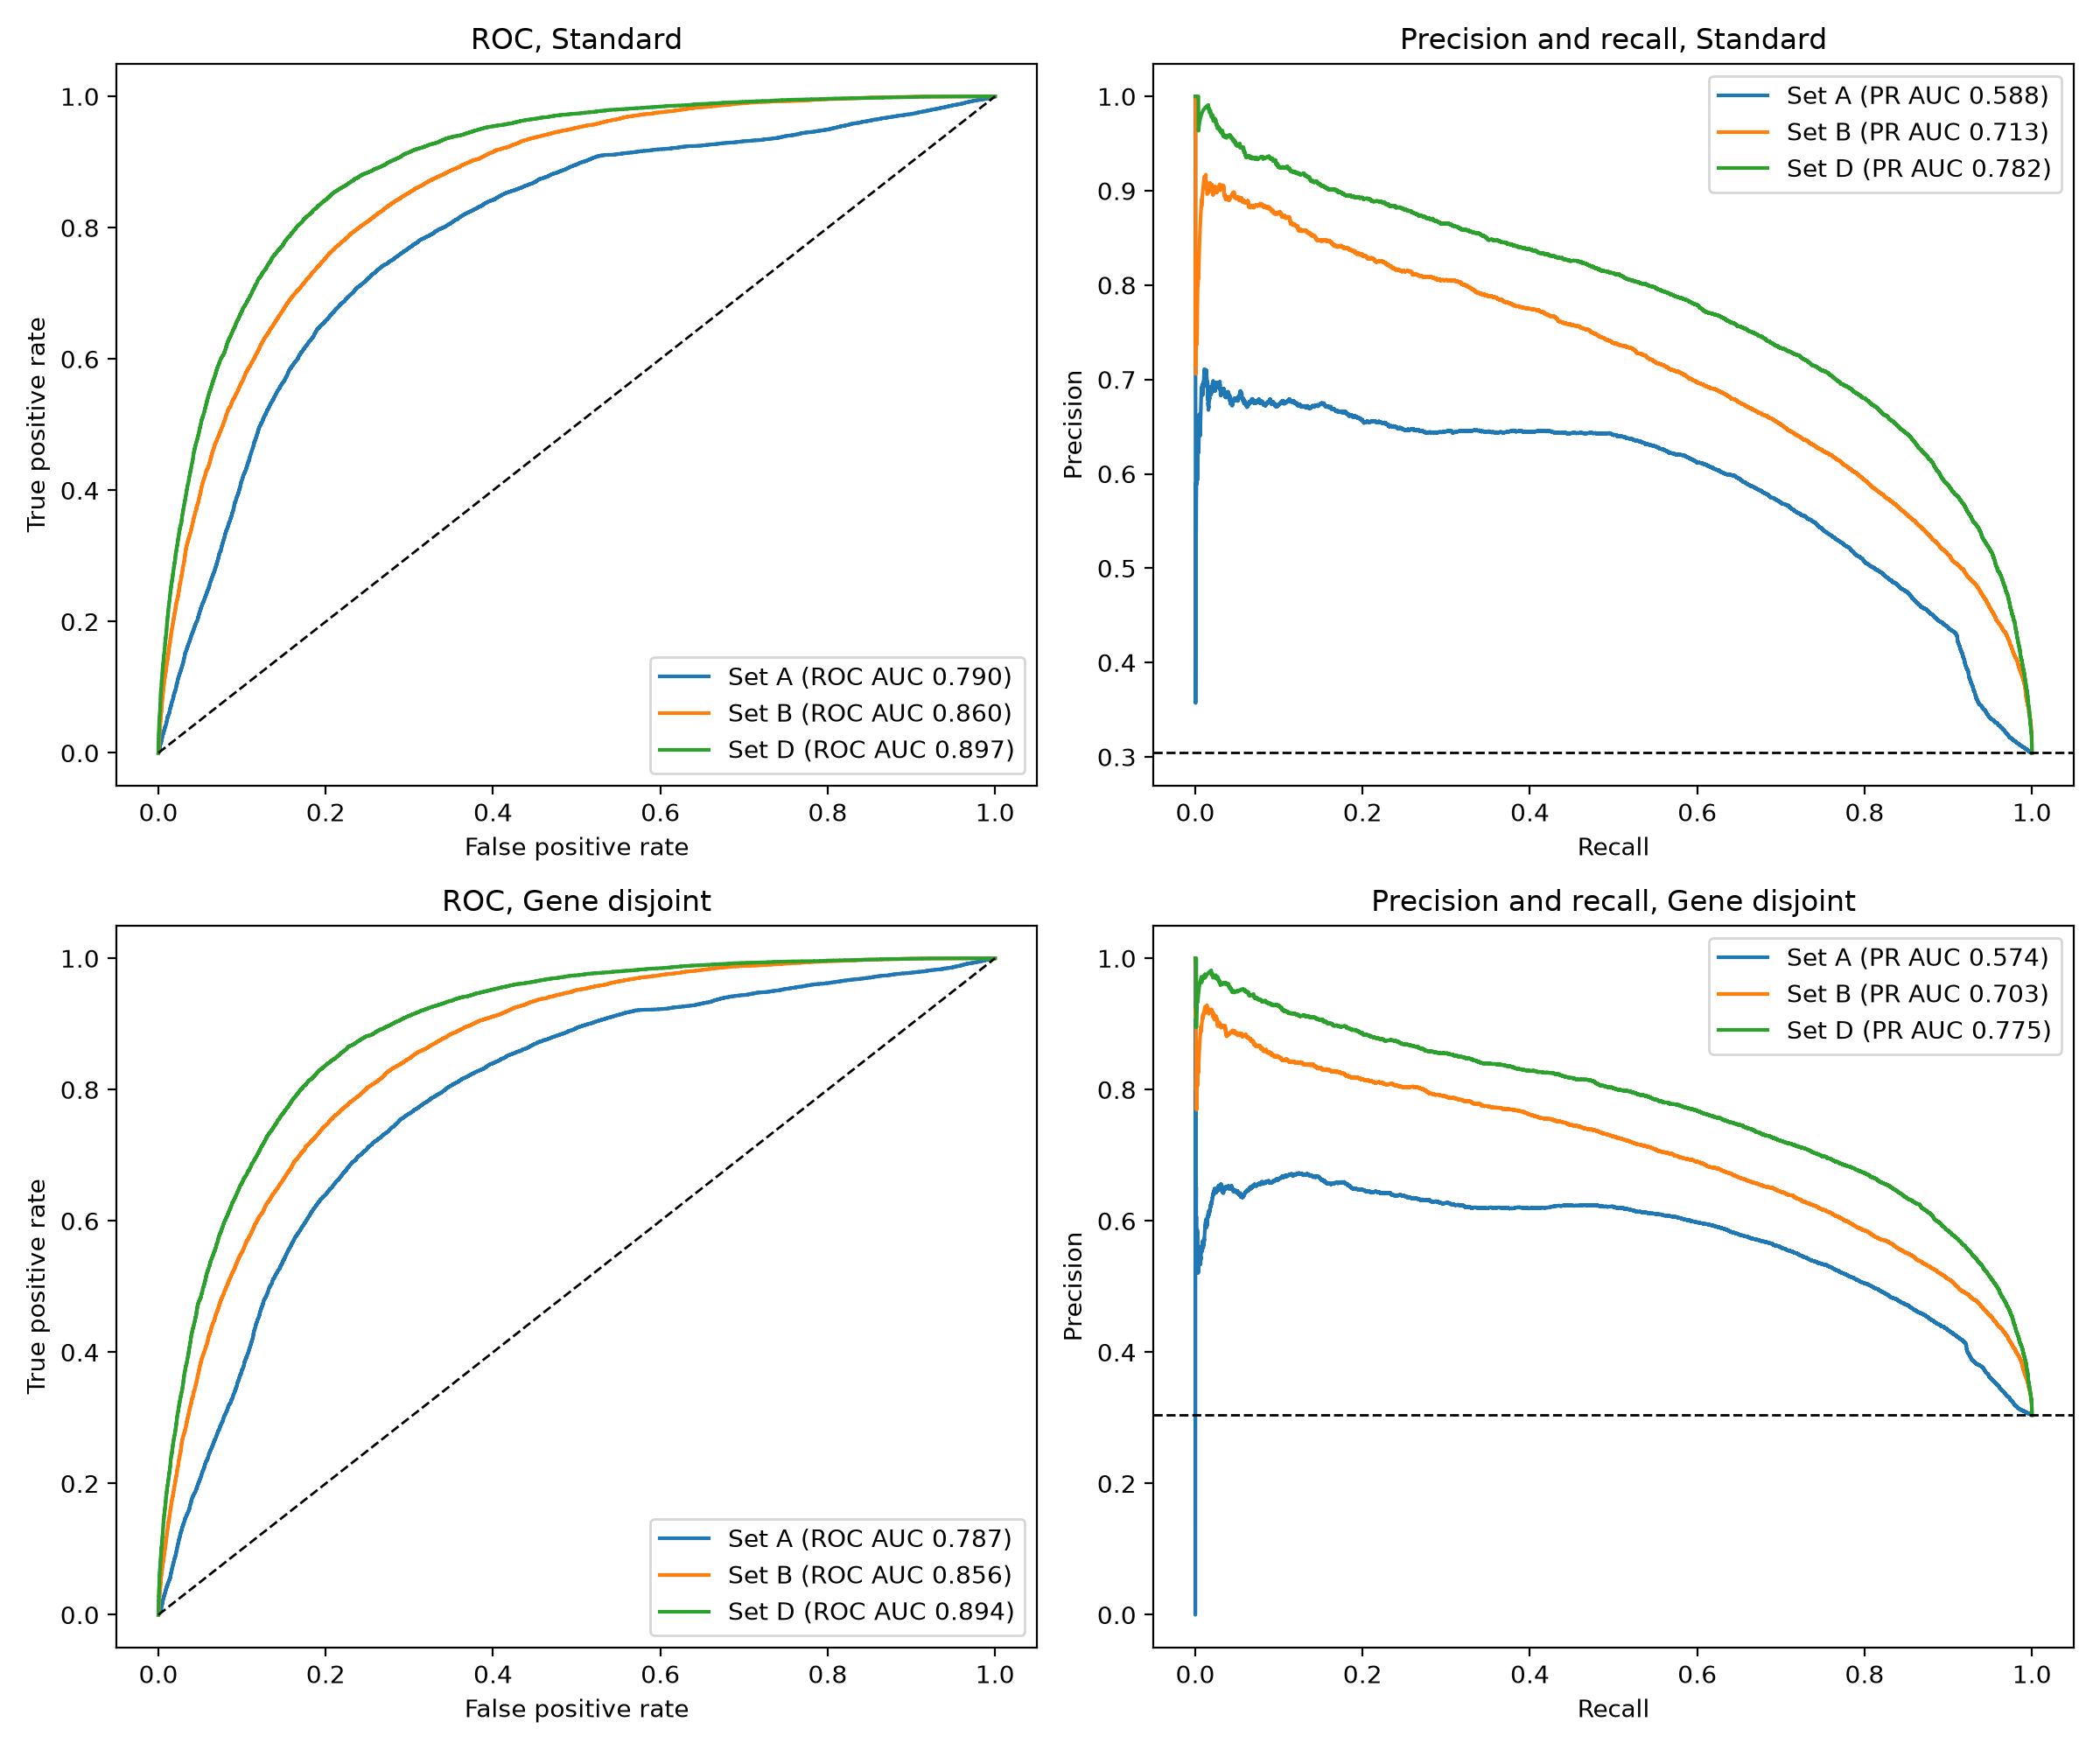 ROC, Standard
True positive rate
1.0
0.8
0.6
0.4
0.2
0.0
Set A (ROC AUC 0.790)
Set B (ROC AUC 0.860)
Set D (ROC AUC 0.897)
0.0 0.2 0.4 0.6 0.8 1.0
False positive rate
Precision and recall, Standard
Precision
1.0
0.9
0.8
0.7
0.6
0.5
0.4
0.3
Set A (PR AUC 0.588)
Set B (PR AUC 0.713)
Set D (PR AUC 0.782)
0.0 0.2 0.4 0.6 0.8 1.0
Recall
ROC, Gene disjoint
True positive rate
1.0
0.8
0.6
0.4
0.2
0.0
Set A (ROC AUC 0.787)
Set B (ROC AUC 0.856)
Set D (ROC AUC 0.894)
0.0 0.2 0.4 0.6 0.8 1.0
False positive rate
Precision and recall, Gene disjoint
Precision
1.0
0.8
0.6
0.4
0.2
0.0
Set A (PR AUC 0.574)
Set B (PR AUC 0.703)
Set D (PR AUC 0.775)
0.0 0.2 0.4 0.6 0.8 1.0
Recall